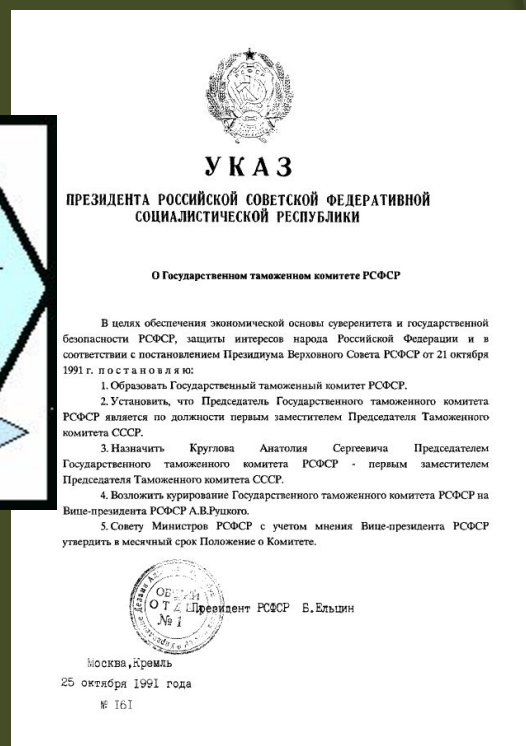 УКАЗ
ПРЕЗИДЕНТА РОССИЙСКОЙ СОВЕТСКОЙ ФЕДЕРАТИВНОЙ
СОЦИАЛИСТИЧЕСКОЙ РЕСПУБЛИКИ
О Государственном таможенном комитете РСФСР
В целях обеспечения экономической основы суверенитета и государственной
безопасности РСФСР, защиты интересов народа Российской Федерации и в
соответствии с постановлением Президиума Верховного Совета РСФСР от 21 октября
1991 г. постановляю:
1. Образовать Государственный таможенный комитет РСФСР.
2. Установить, что Председатель Государственного таможенного комитета
РСФСР является по должности первым заместителем Председателя Таможенного
комитета СССР.
3. Назначить Круглова Анатолия Сергеевича Председателем
Государственного таможенного комитета РСФСР - первым заместителем
Председателя Таможенного комитета СССР.
4. Возложить курирование Государственного таможенного комитета РСФСР на
Вице-президента РСФСР А.В.Руцкого.
5. Совету Министров РСФСР с учетом мнения Вице-президента РСФСР
утвердить в месячный срок Положение о Комитете.
ОБЩИЙ
ОТДЕЛ
№ 1
Президент РСФСР Б.Ельцин
Москва,Кремль
25 октября 1991 года
№ 161